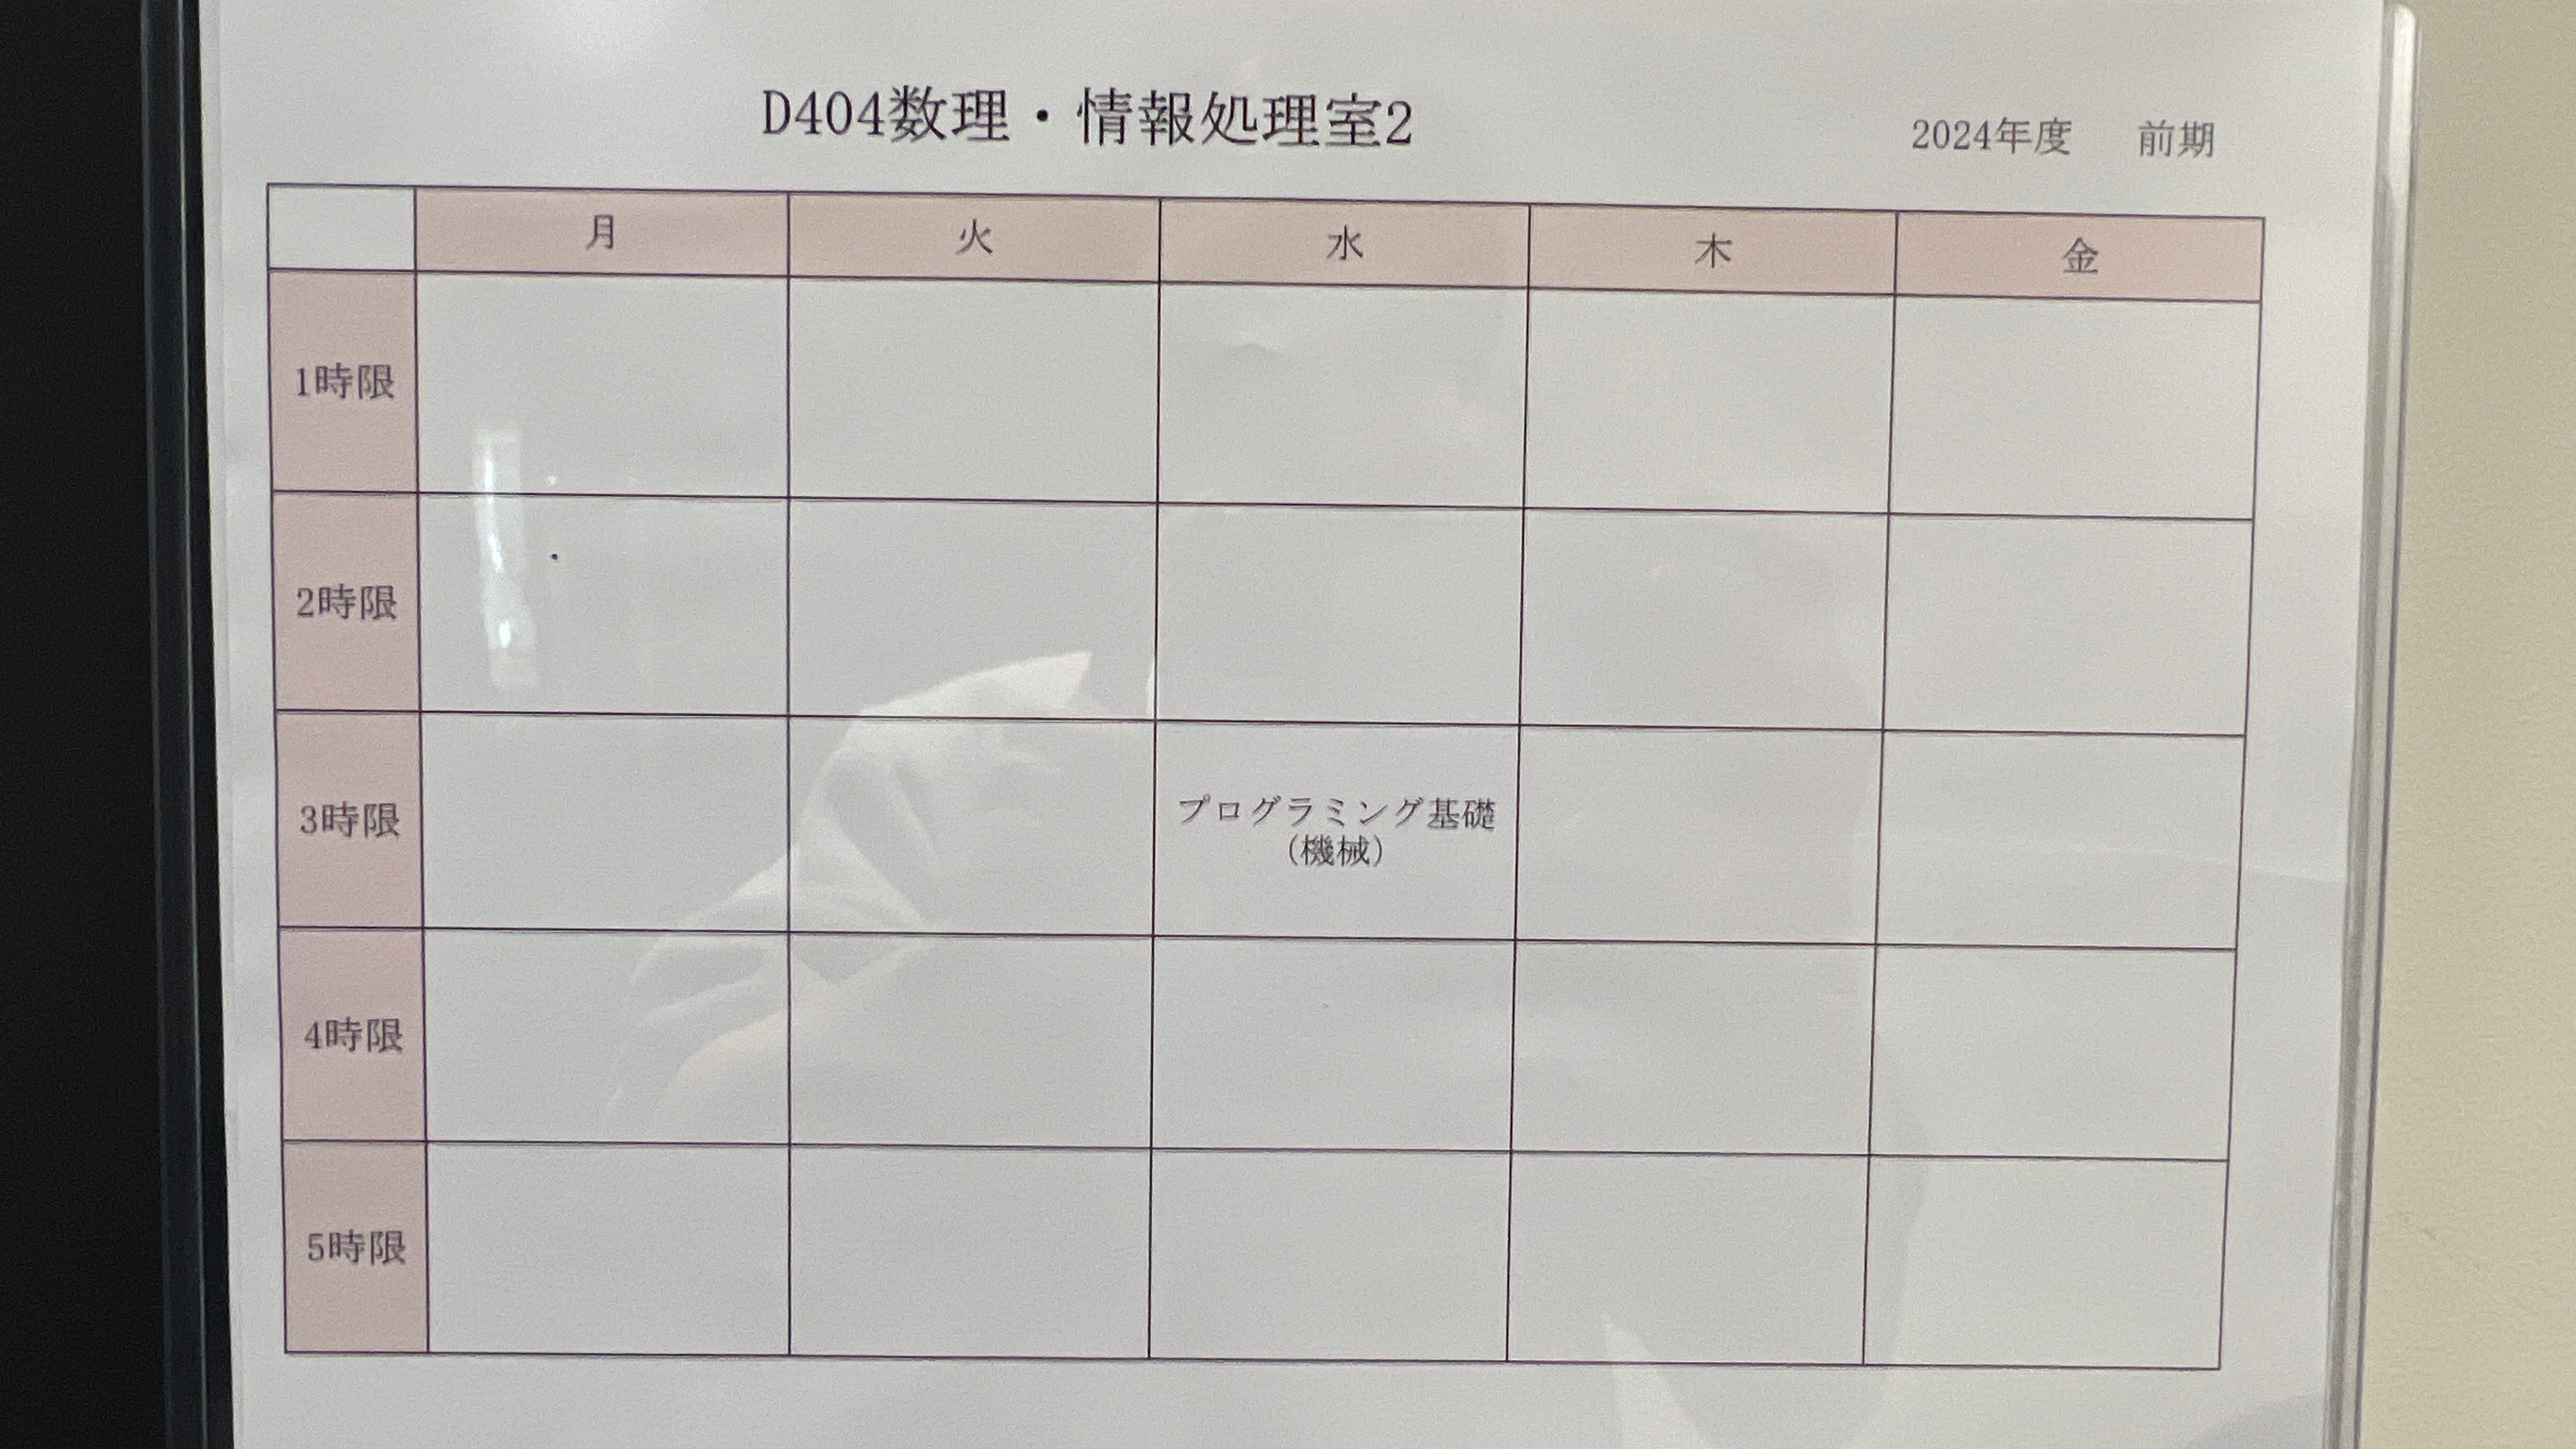 D404数理・情報処理室2
2024年度　前期
月 火 水 木 金
1時限
2時限
3時限
プログラミング基礎
(機械)
4時限
5時限